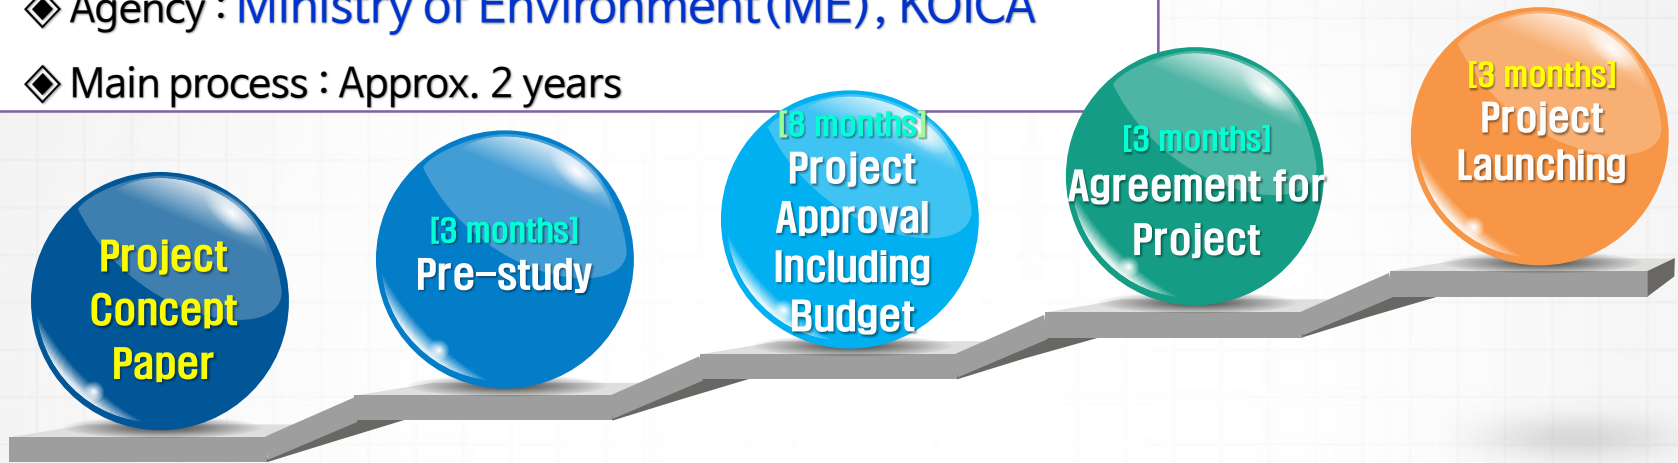 ◈ Agency : Ministry of Environment(ME), KOICA
◈ Main process : Approx. 2 years
Project
Concept
Paper
[3 months]
Pre-study
[8 months]
Project
Approval
Including
Budget
[3 months]
Agreement for
Project
[3 months]
Project
Launching